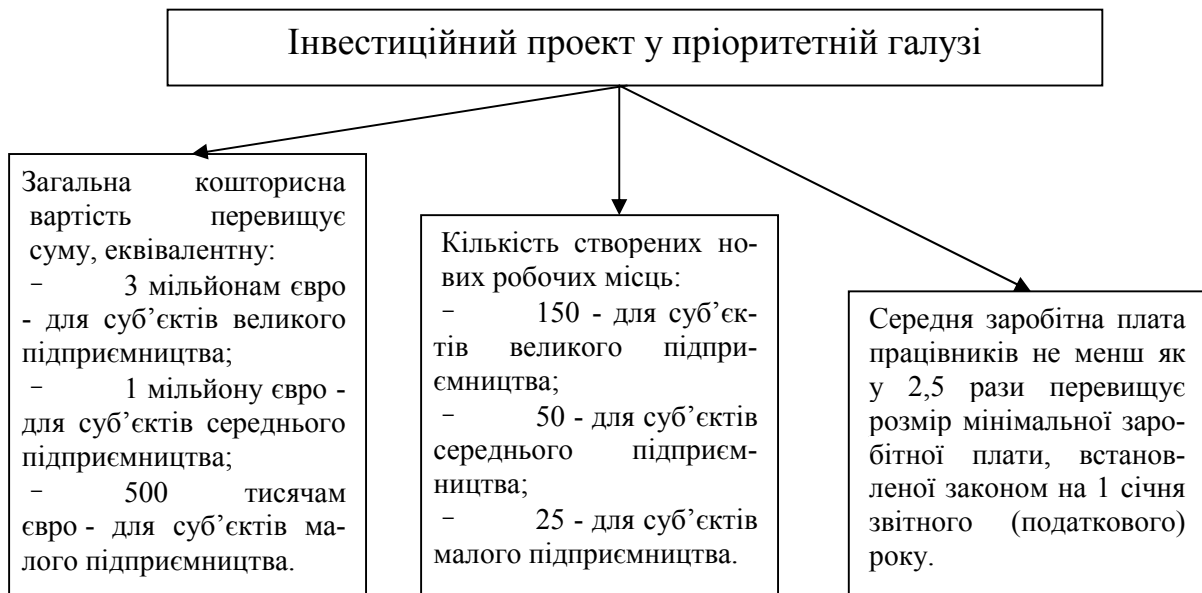 Інвестиційний проект у пріоритетній галузі
Загальна кошторисна
вартість перевищує
суму, еквівалентну:
− 3 мільйонам євро
- для суб’єктів великого
підприємництва;
− 1 мільйону євро -
для суб’єктів середнього
підприємництва;
− 500 тисячам
євро - для суб’єктів ма-
лого підприємництва.
Кількість створених но-
вих робочих місць:
− 150 - для суб’єк-
тів великого підпри-
ємництва;
− 50 - для суб’єктів
середнього підприєм-
ництва;
− 25 - для суб’єктів
малого підприємництва.
Середня заробітна плата
працівників не менш як
у 2,5 рази перевищує
розмір мінімальної заро-
бітної плати, встанов-
леної законом на 1 січня
звітного (податкового)
року.